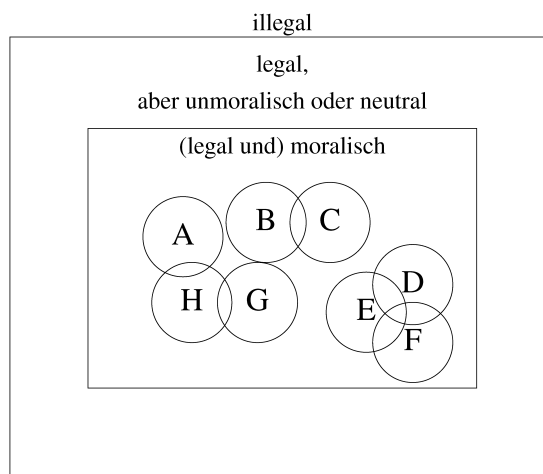 illegal
legal,
aber unmoralisch oder neutral
(legal und) moralisch
A B C
H G E D
F